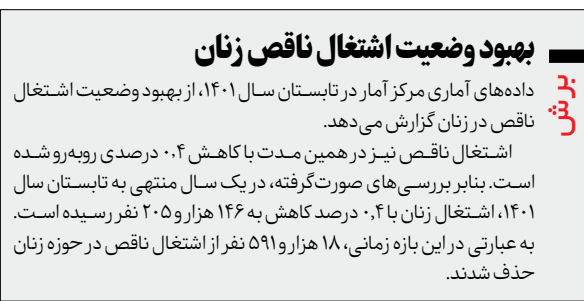 بهبود وضعیت اشتغال ناقص زنان
برش
داده‌های آماری مرکز آمار در تابستان سال ۱۴۰۱، از بهبود وضعیت اشتغال
ناقص در زنان گزارش می‌دهد.
اشتغال ناقص نیز در همین مدت با کاهش ۰٫۴ درصدی روبه‌رو شده
است. بنابر بررسی‌های صورت‌گرفته، در یک سال منتهی به تابستان سال
۱۴۰۱، اشتغال زنان با ۰٫۴ درصد کاهش به ۱۴۶ هزار و ۲۰۵ نفر رسیده است.
به عبارتی در این بازه زمانی، ۱۸ هزار و ۵۹۱ نفر از اشتغال ناقص در حوزه زنان
حذف شدند.